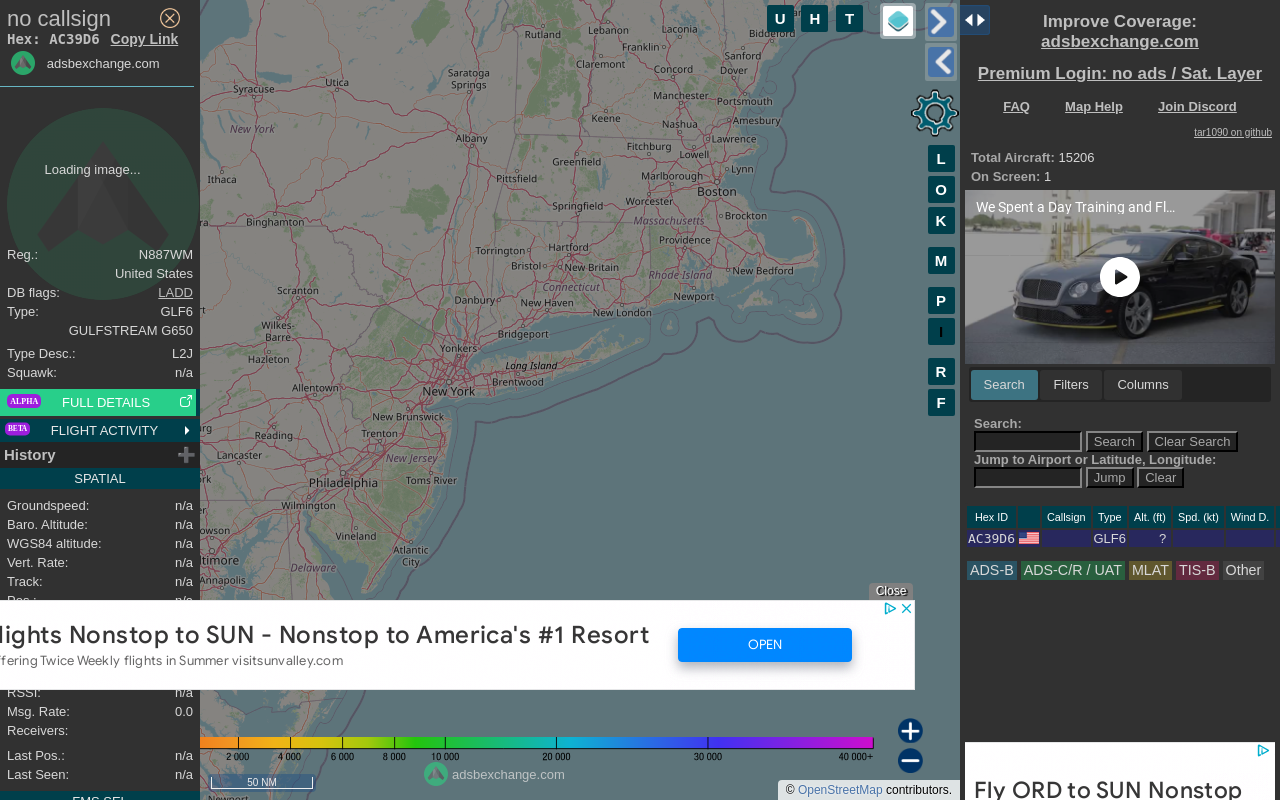 no callsign
Hex: AC39D6 Copy Link
adsbexchange.com
Loading image...
Reg.: N887WM
United States
DB flags: LADD
Type: GLF6
GULFSTREAM G650
Type Desc.: L2J
Squawk: n/a
ALPHA FULL DETAILS
BETA FLIGHT ACTIVITY
History
SPATIAL
Groundspeed: n/a
Baro. Altitude: n/a
WGS84 altitude: n/a
Vert. Rate: n/a
Track: n/a
Pos.: n/a
RSSI: n/a
Msg. Rate: 0.0
Receivers:
Last Pos.: n/a
Last Seen: n/a
FMS SEL
U H T
L
O
K
M
P
I
R
F
Rutland
Lebanon
Laconia
Franklin
Claremont
Concord
Sanford
Dover
Saratoga
Springs
Utica
Syracuse
Manchester
Portsmouth
Keene
Nashua
Amesbury
New York
Albany
Lawrence
Fitchburg
Greenfield
Lowell
Lynn
Ithaca
Pittsfield
Marlborough
Boston
Springfield
Worcester
Massachusetts
Brockton
Binghamton
Hartford
Torrington
Providence
Bristol
New Britain
Rhode Island
New Bedford
Connecticut
Newport
Scranton
Danbury
New Haven
New London
Wilkes-
Barre
Bridgeport
Hazleton
Yonkers
Long Island
Brentwood
Allentown
New York
New Brunswick
Reading
Trenton
Lancaster
New Jersey
Philadelphia
Toms River
Wilmington
Vineland
Atlantic
City
Annapolis
Delaware
Close
lights Nonstop to SUN - Nonstop to America's #1 Resort
ffering Twice Weekly flights in Summer visitsunvalley.com
OPEN
2 000 4 000 6 000 8 000 10 000 20 000 30 000 40 000+
adsbexchange.com
50 NM
© OpenStreetMap contributors.
Improve Coverage:
adsbexchange.com
Premium Login: no ads / Sat. Layer
FAQ Map Help Join Discord
tar1090 on github
Total Aircraft: 15206
On Screen: 1
We Spent a Day Training and Fl...
Search Filters Columns
Search:
Search Clear Search
Jump to Airport or Latitude, Longitude:
Jump Clear
Hex ID Callsign Type Alt. (ft) Spd. (kt) Wind D.
AC39D6 GLF6 ?
ADS-B ADS-C/R / UAT MLAT TIS-B Other
Fly ORD to SUN Nonstop